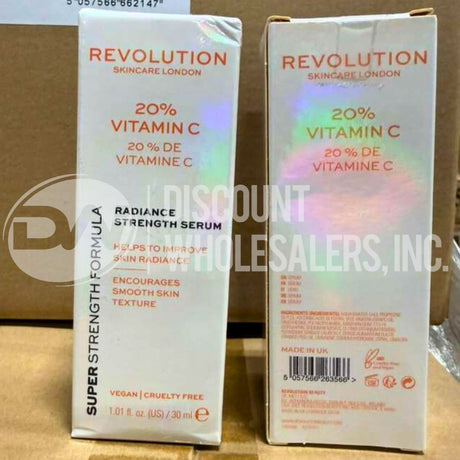 5 057566 662147
REVOLUTION
SKINCARE LONDON
20%
VITAMIN C
20 % DE
VITAMINE C
RADIANCE
STRENGTH SERUM
HELPS TO IMPROVE
SKIN RADIANCE
ENCOURAGES
SMOOTH SKIN
TEXTURE
VEGAN | CRUELTY FREE
1.01 fl.oz. (US) / 30 ml e
SUPER STRENGTH FORMULA
REVOLUTION
SKINCARE LONDON
20%
VITAMIN C
20 % DE
VITAMINE C
MADE IN UK
5 057566 263566 >
REVOLUTION BEAUTY
DISCOUNT
WHOLESALERS, INC.